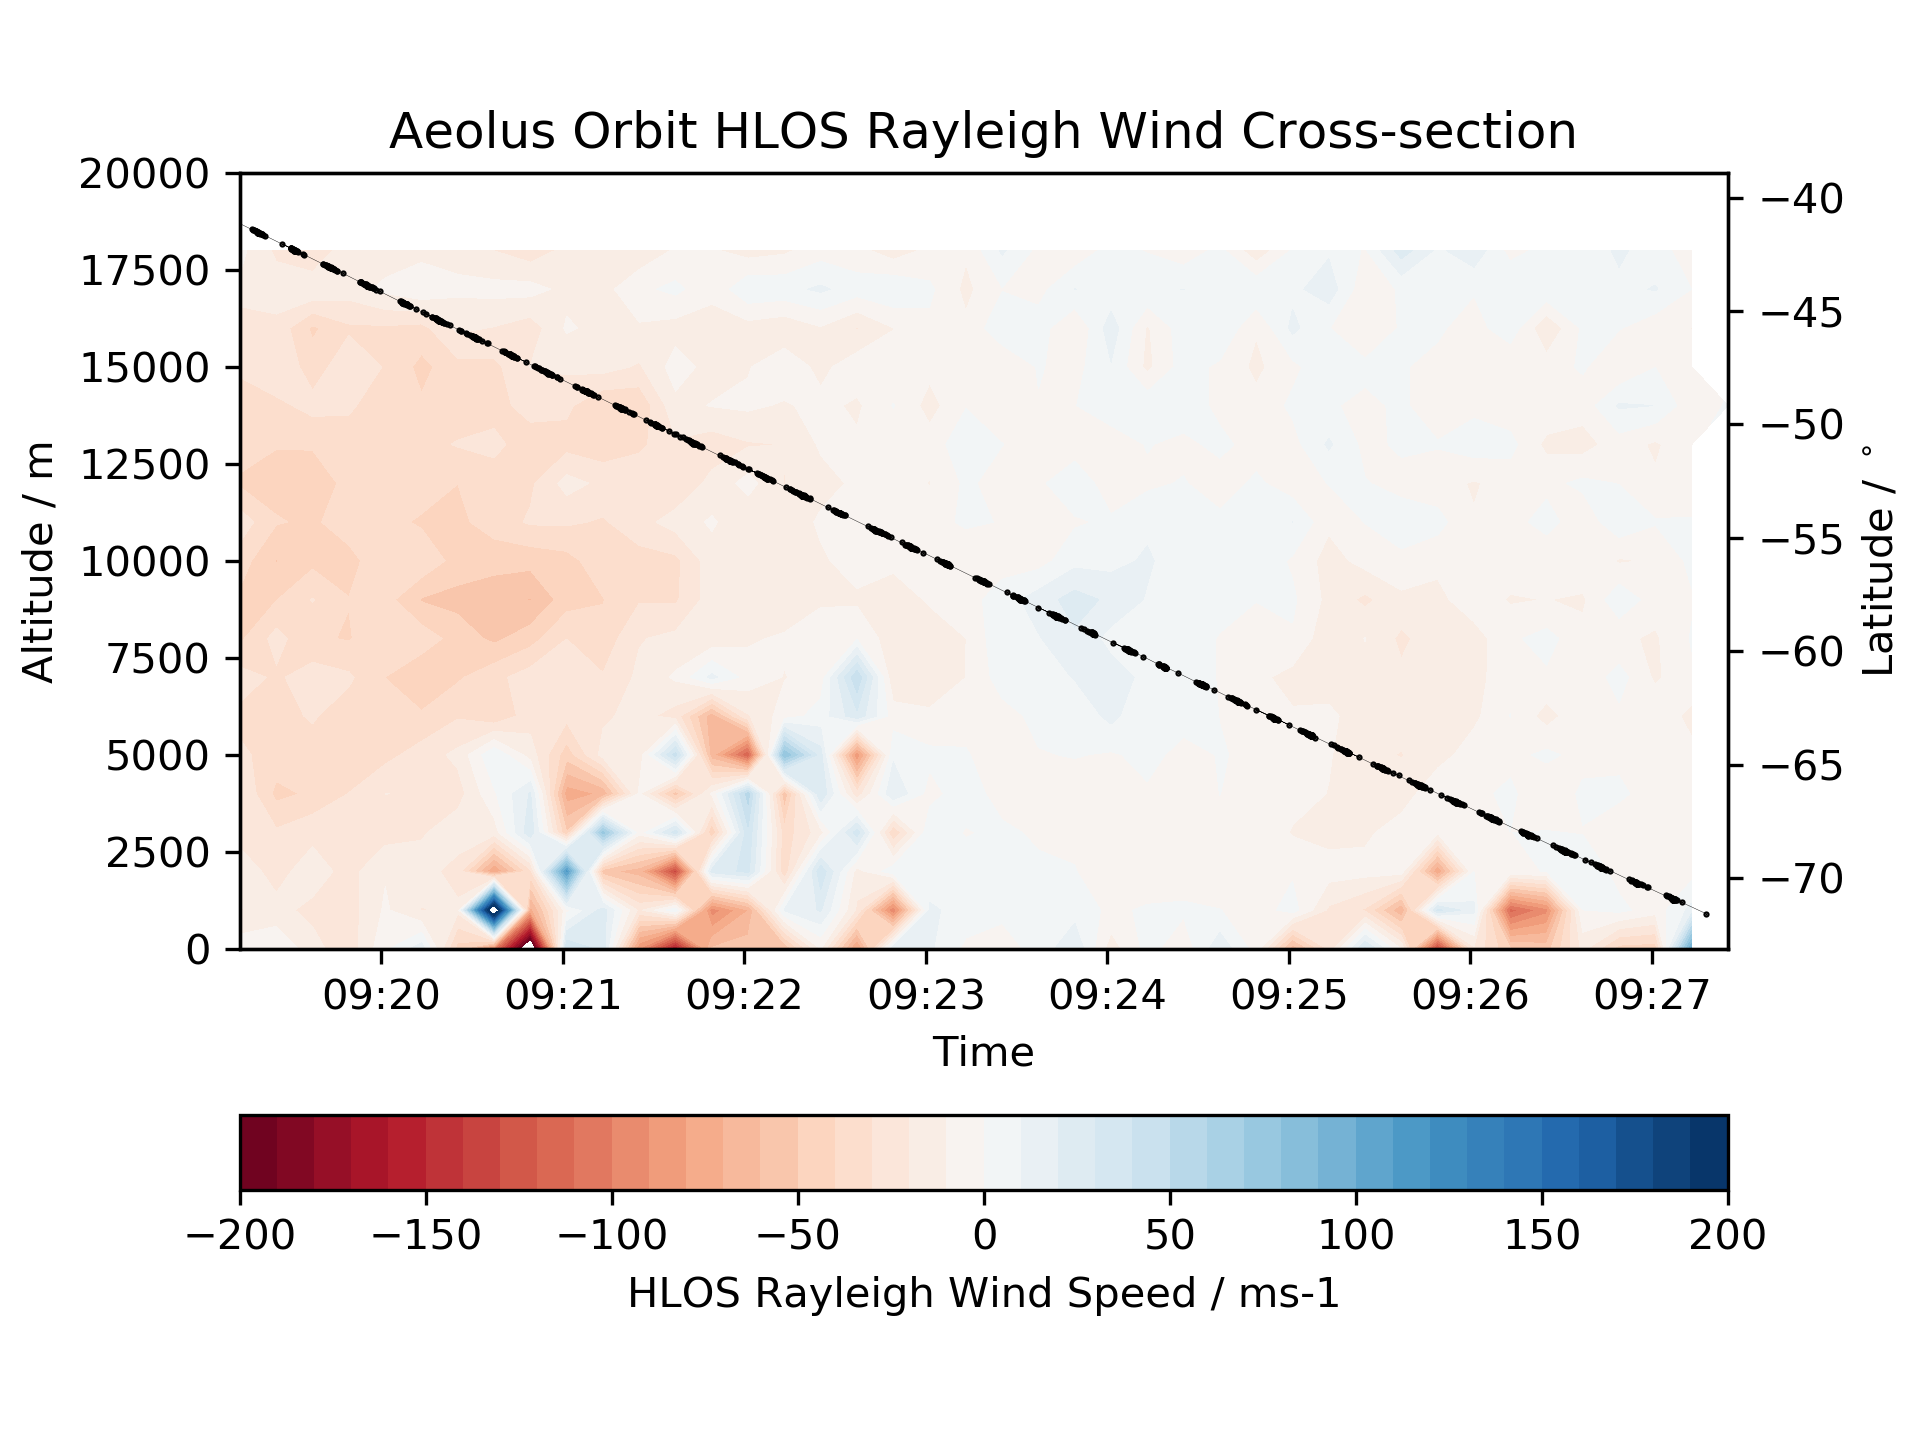 Aeolus Orbit HLOS Rayleigh Wind Cross-section
20000
17500
15000
12500
10000
7500
5000
2500
0
Altitude / m
−40
−45
−50
−55
−60
−65
−70
Latitude / °
09:20 09:21 09:22 09:23 09:24 09:25 09:26 09:27
Time
−200 −150 −100 −50 0 50 100 150 200
HLOS Rayleigh Wind Speed / ms-1